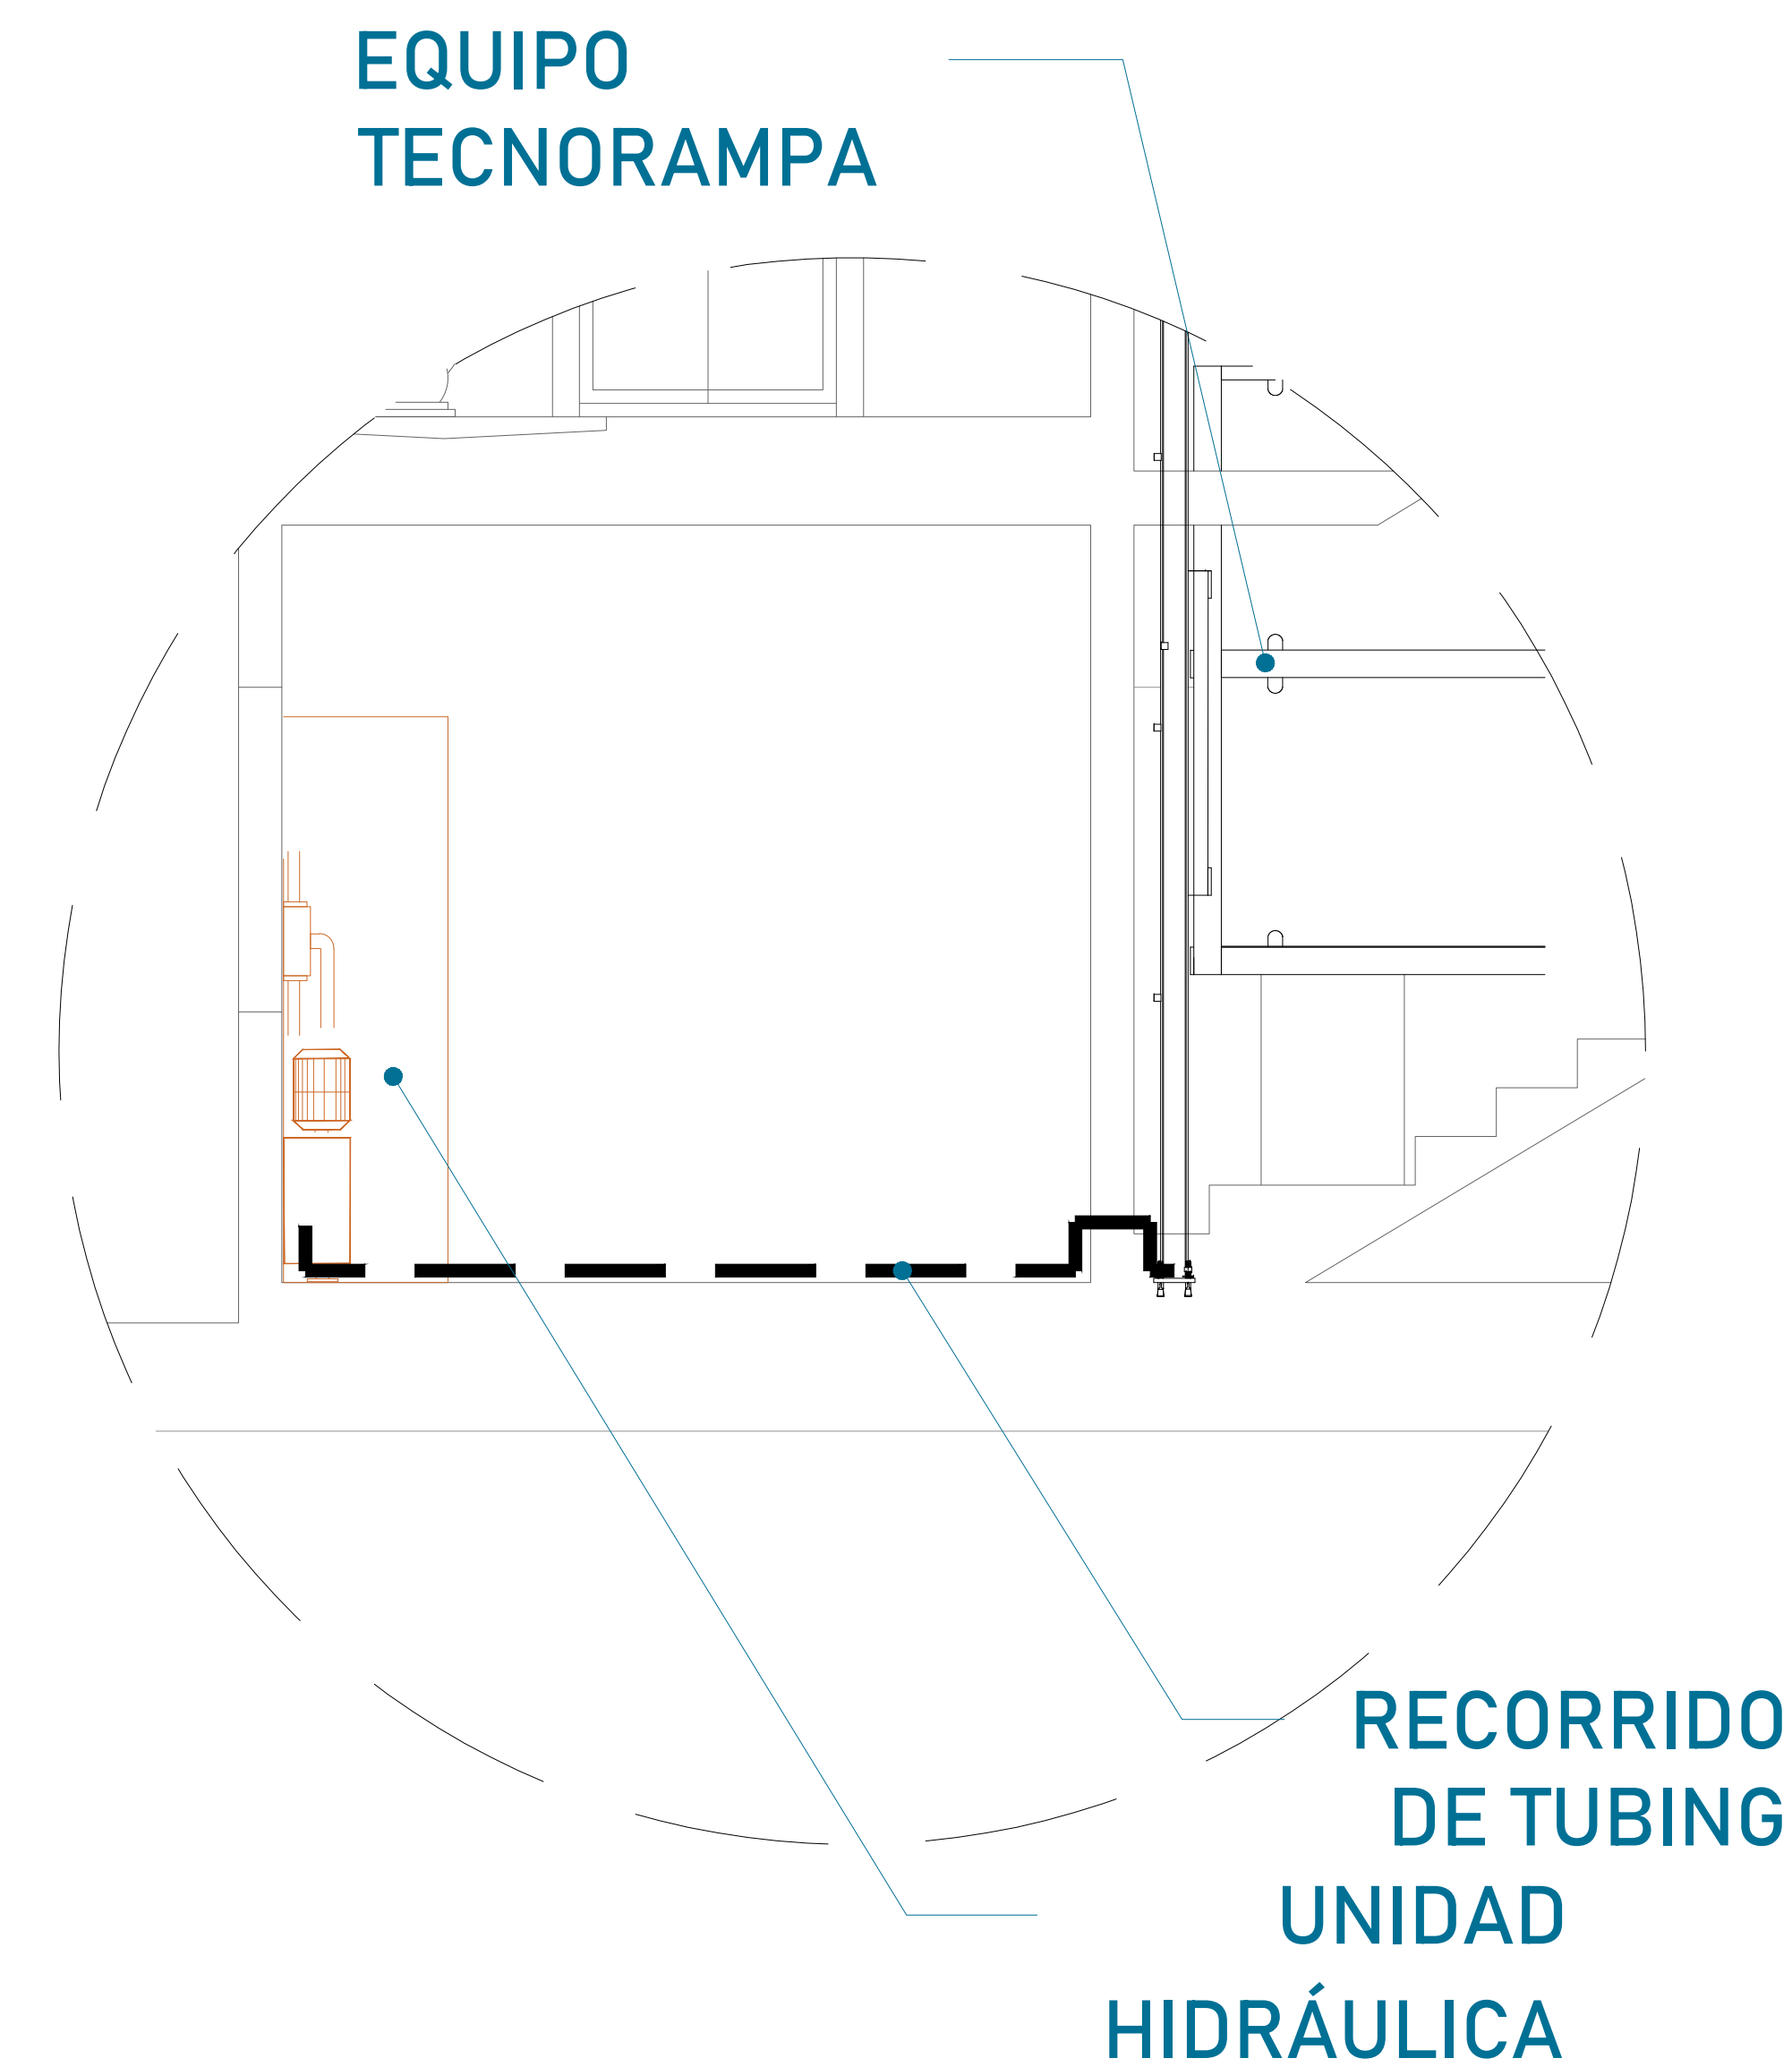 EQUIPO
TECNORAMPA
RECORRIDO
DE TUBING
UNIDAD
HIDRÁULICA